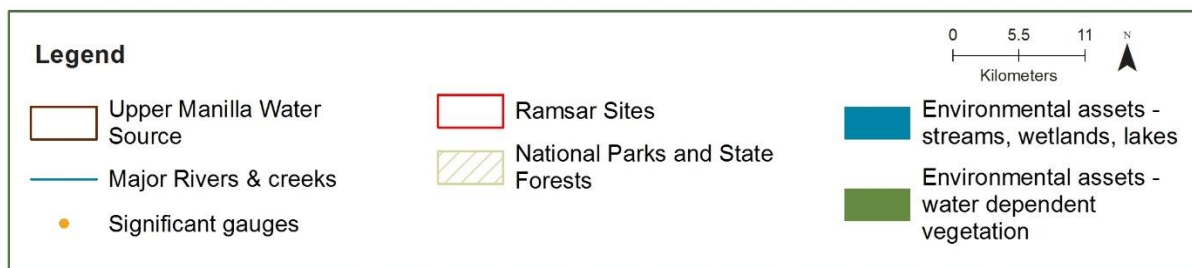 Legend
Upper Manilla Water
Source
Major Rivers & creeks
Significant gauges
Ramsar Sites
National Parks and State
Forests
0 5.5 11
Kilometers
N
Environmental assets -
streams, wetlands, lakes
Environmental assets -
water dependent
vegetation